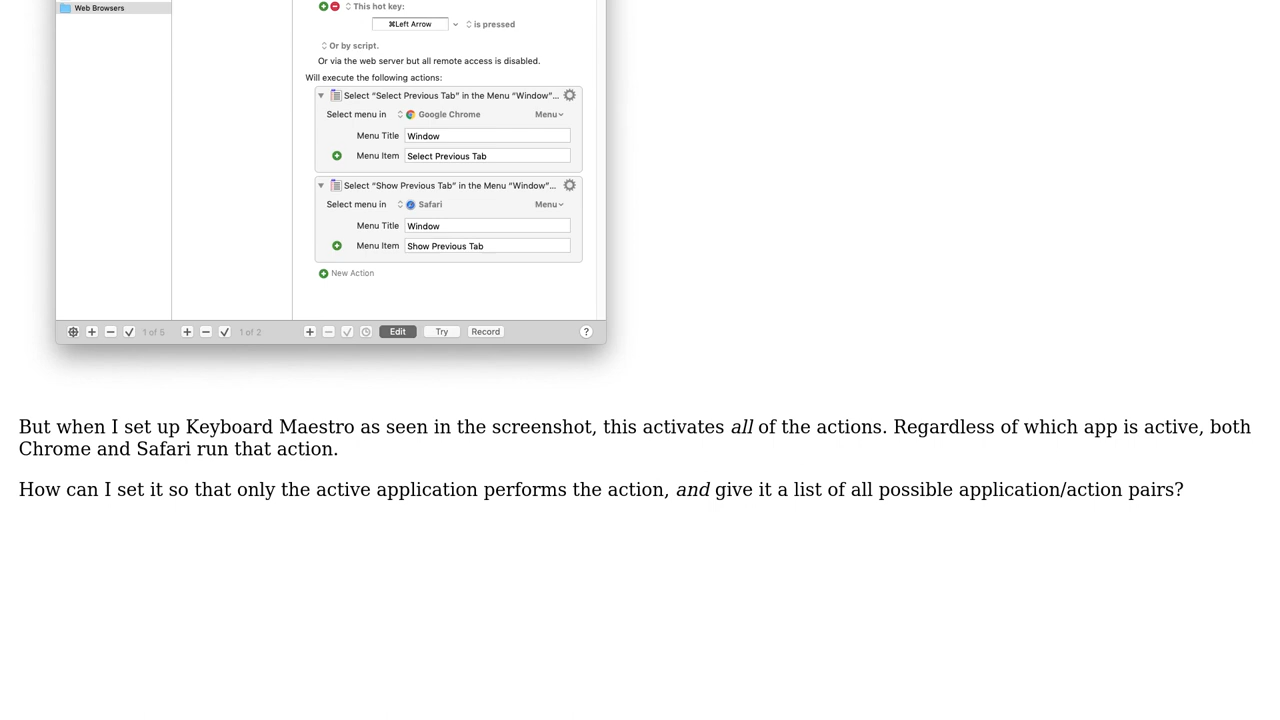 Web Browsers
This hot key:
⌘Left Arrow is pressed
Or by script.
Or via the web server but all remote access is disabled.
Will execute the following actions:
Select “Select Previous Tab” in the Menu “Window”...
Select menu in Google Chrome Menu
Menu Title Window
Menu Item Select Previous Tab
Select “Show Previous Tab” in the Menu “Window”...
Select menu in Safari Menu
Menu Title Window
Menu Item Show Previous Tab
New Action
1 of 5 1 of 2 Edit Try Record ?
But when I set up Keyboard Maestro as seen in the screenshot, this activates all of the actions. Regardless of which app is active, both
Chrome and Safari run that action.
How can I set it so that only the active application performs the action, and give it a list of all possible application/action pairs?